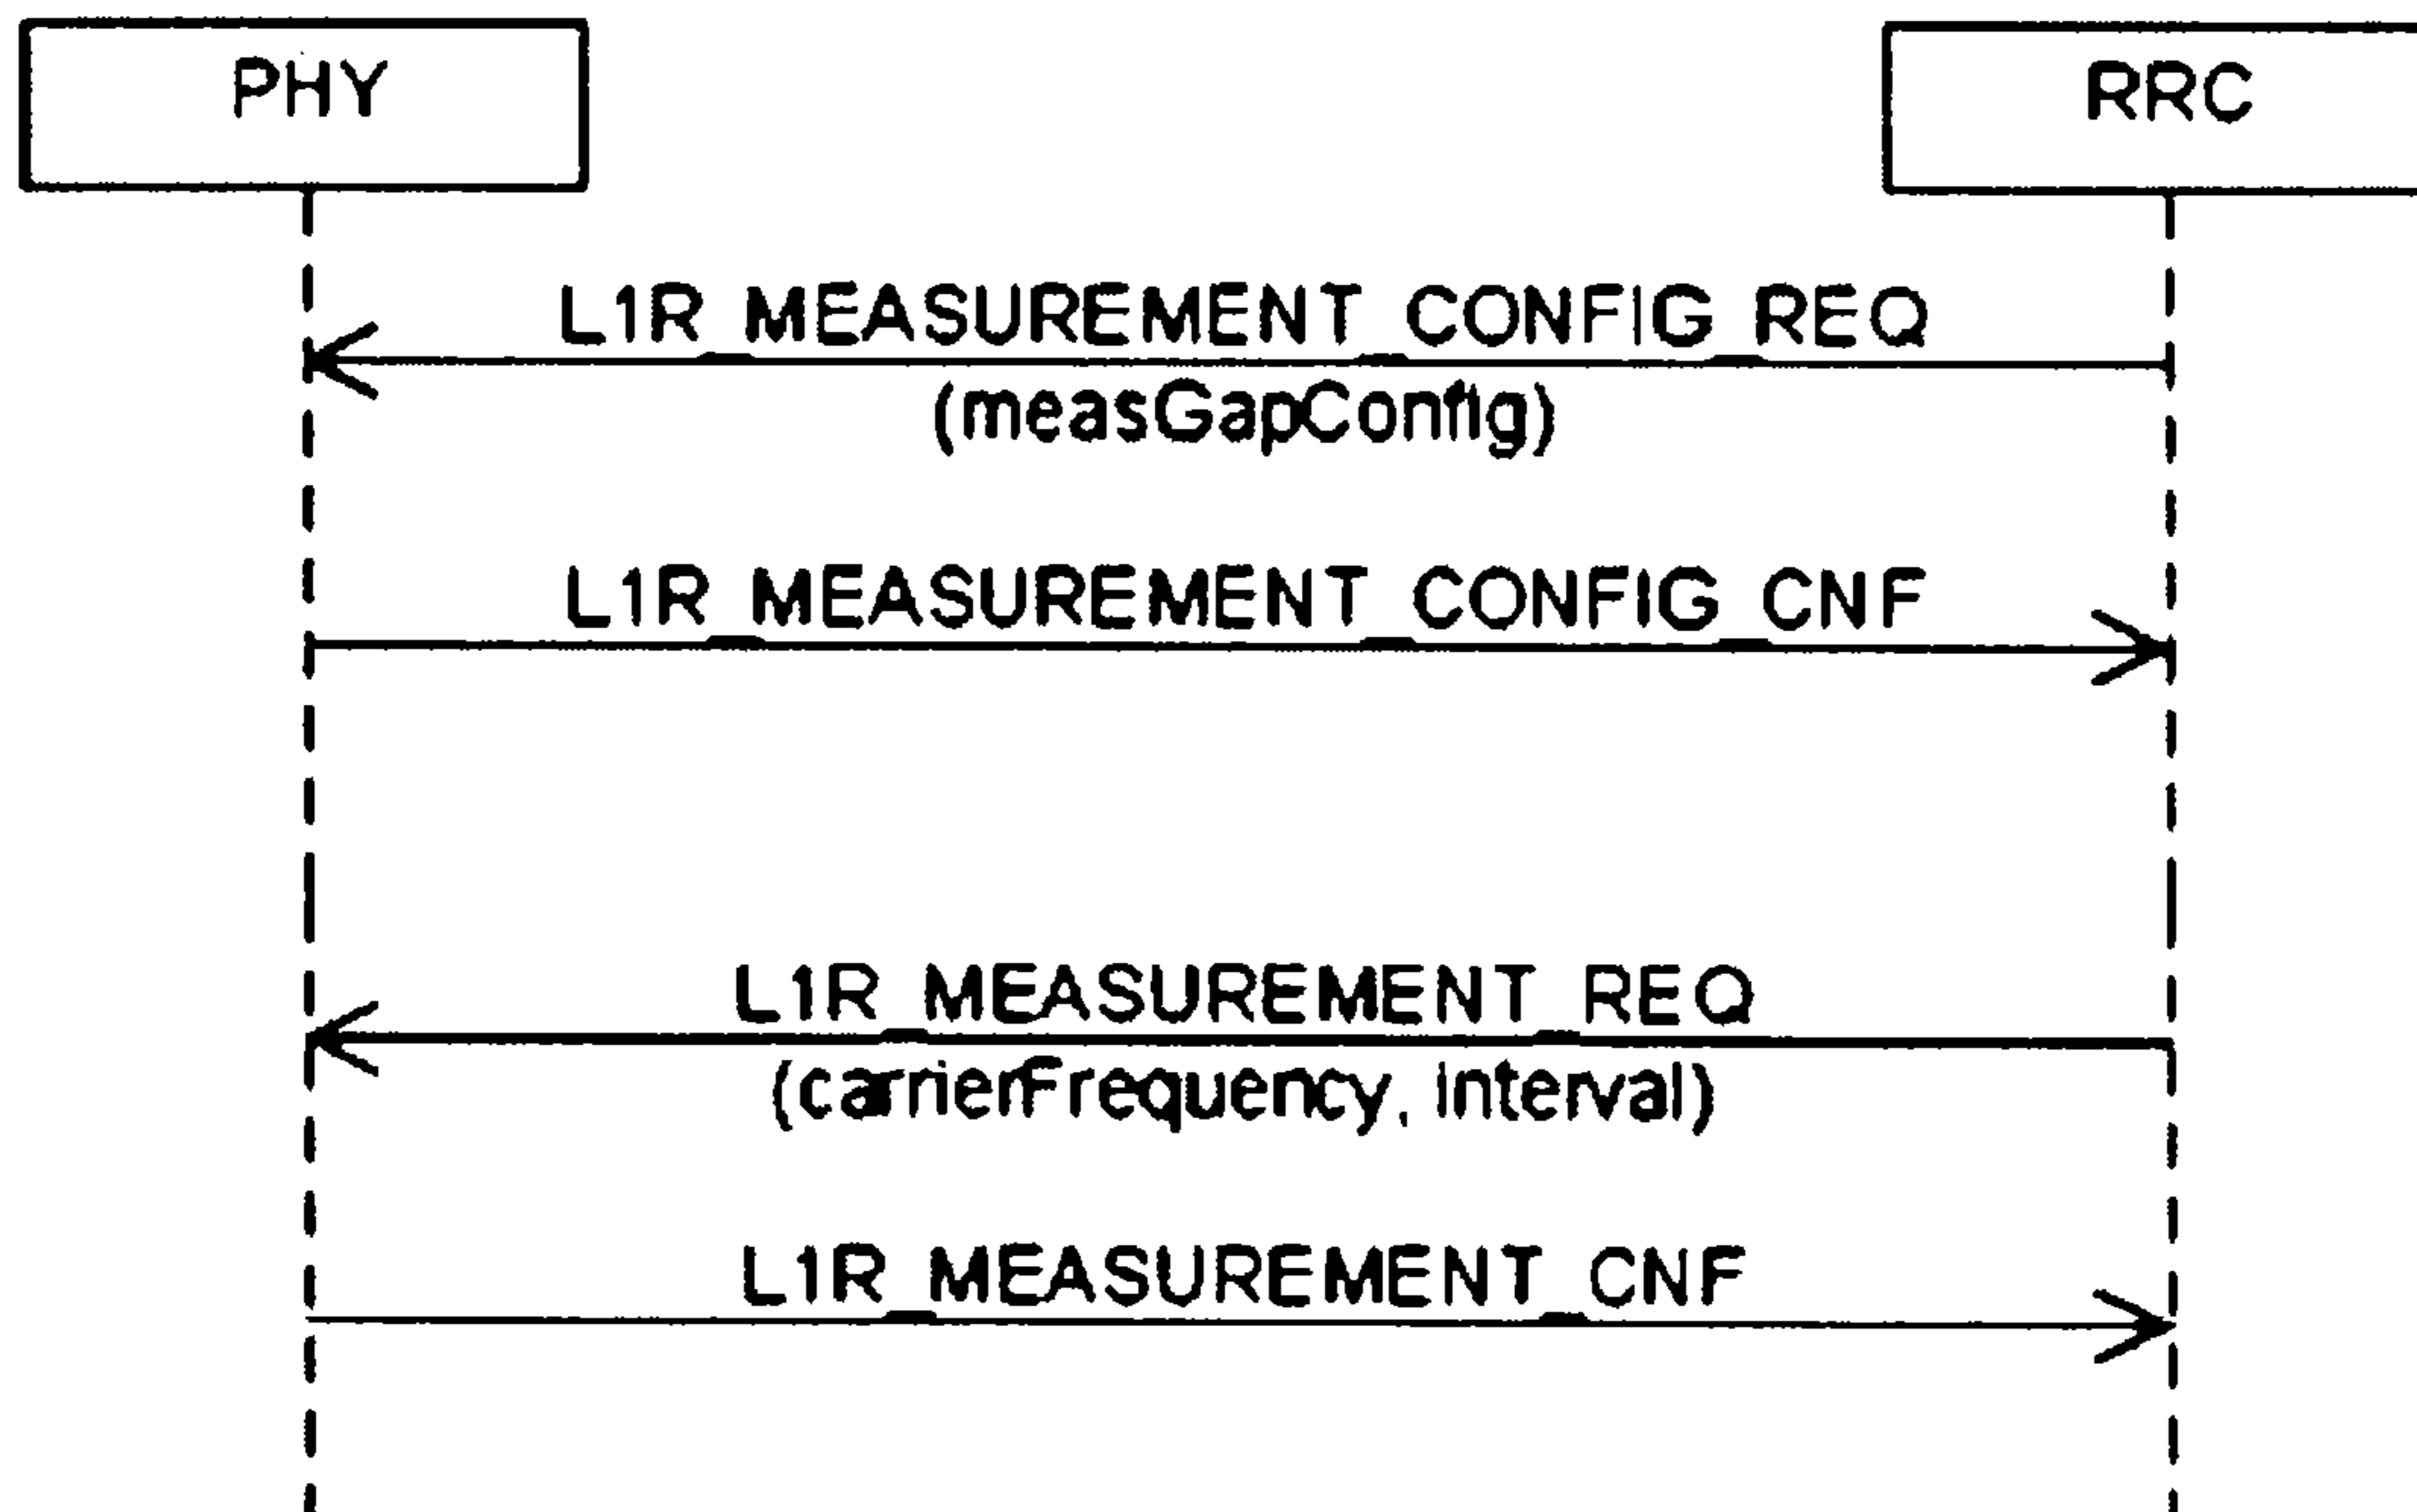 PHY
RRC
L1R_MEASUREMENT_CONFIG_REQ
(measGapConfig)
L1R_MEASUREMENT_CONFIG_CNF
L1R_MEASUREMENT_REQ
(carrierFrequency, interval)
L1R_MEASUREMENT_CNF